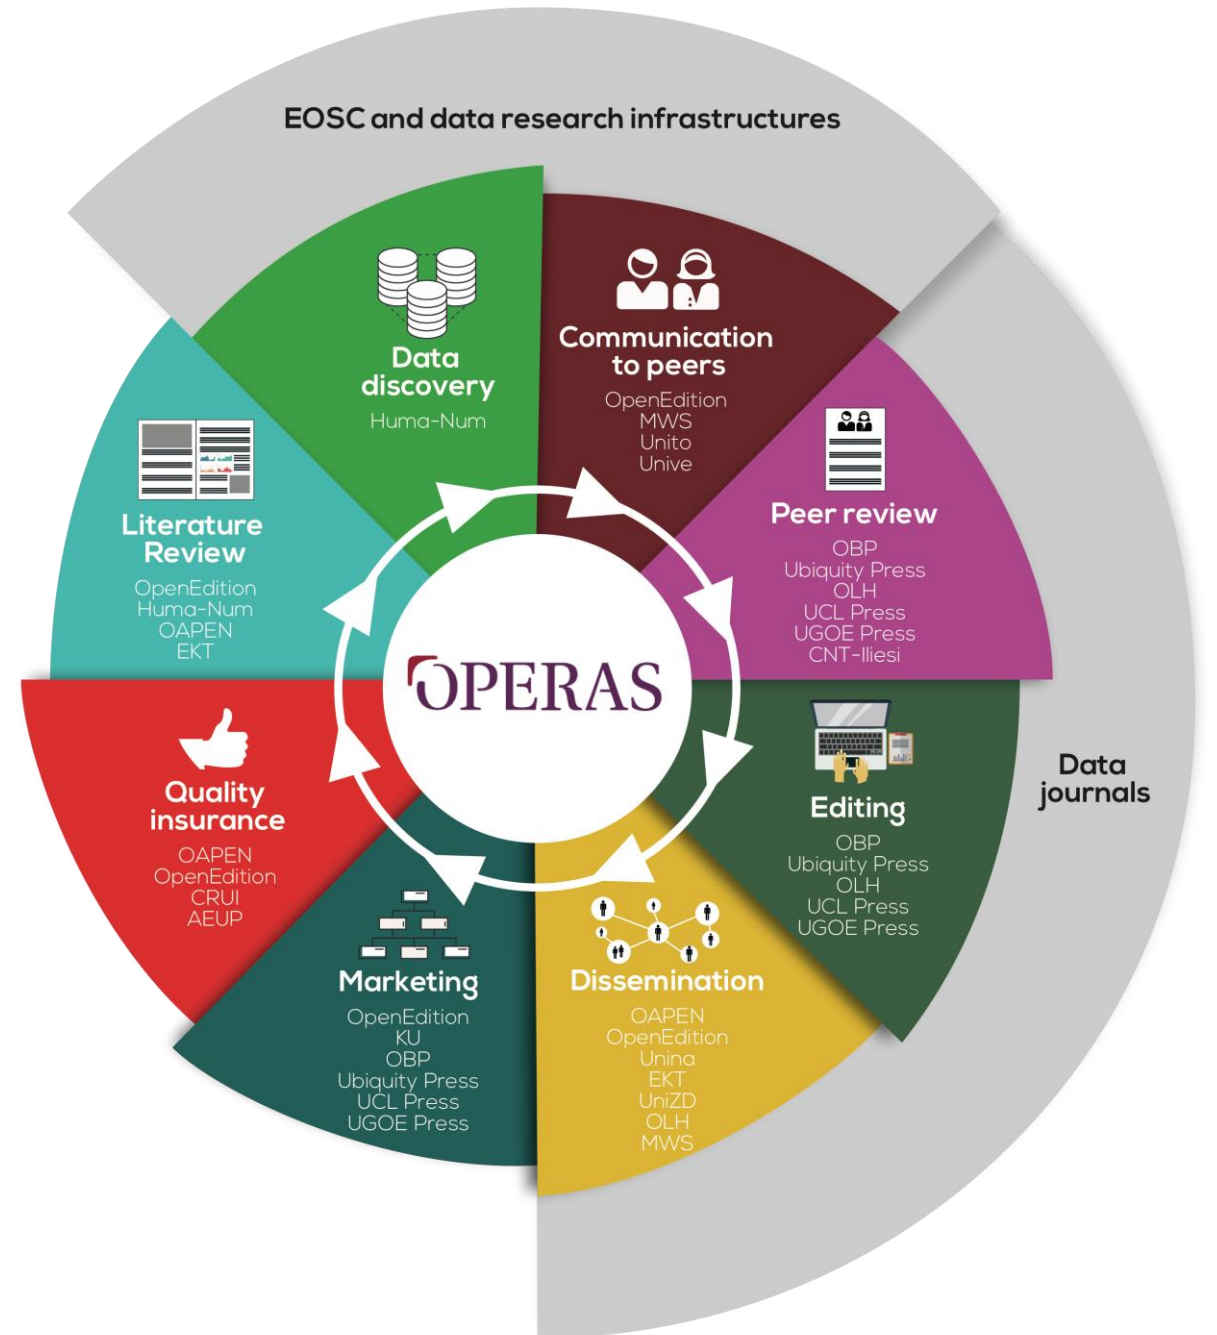 EOSC and data research infrastructures
Data
discovery
Huma-Num
Communication
to peers
OpenEdition
MWS
Unito
Unive
Peer review
OBP
Ubiquity Press
OLH
UCL Press
UGOE Press
CNT-Iliesi
Data
journals
Editing
OBP
Ubiquity Press
OLH
UCL Press
UGOE Press
Dissemination
OAPEN
OpenEdition
Unina
EKT
UniZD
OLH
MWS
Marketing
OpenEdition
KU
OBP
Ubiquity Press
UCL Press
UGOE Press
Quality
insurance
OAPEN
OpenEdition
CRUI
AEUP
Literature
Review
OpenEdition
Huma-Num
OAPEN
EKT
OPERAS